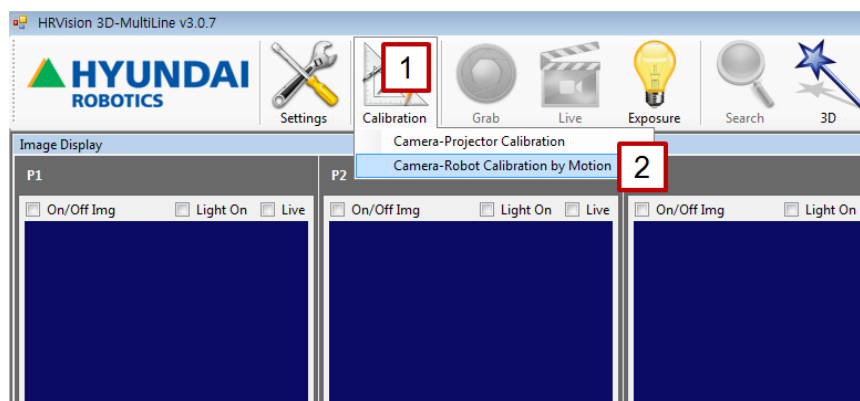 HRVision 3D-MultiLine v3.0.7
HYUNDAI
ROBOTICS
Settings
1
Calibration
Grab
Live
Exposure
Search
3D
Camera-Projector Calibration
Camera-Robot Calibration by Motion
2
Image Display
P1
P2
On/Off Img
Light On
Live
On/Off Img
Light On
Live
On/Off Img
Light On